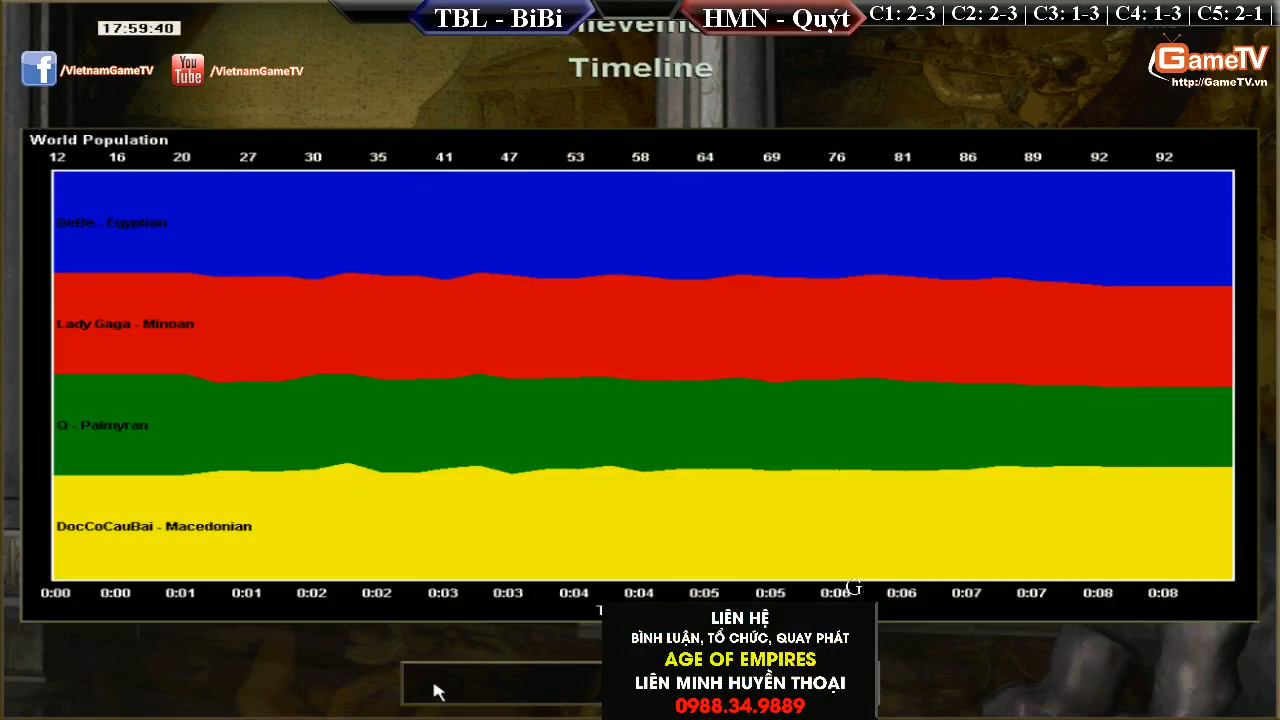 TBL - BiBi
HMN - Quýt
C1: 2-3 | C2: 2-3 | C3: 1-3 | C4: 1-3 | C5: 2-1 |
17:59:40
Timeline
/VietnamGameTV
You Tube
/VietnamGameTV
GameTV
http://GameTV.vn
World Population
12 16 20 27 30 35 41 47 53 58 64 69 76 81 86 89 92 92
Egyptian
Lady Gaga - Minoan
Q - Palmyran
DocCoCauBai - Macedonian
0:00 0:00 0:01 0:01 0:02 0:02 0:03 0:03 0:04 0:04 0:05 0:05 0:06 0:06 0:07 0:07 0:08 0:08
G
LIÊN HỆ
BÌNH LUẬN, TỔ CHỨC, QUAY PHÁT
AGE OF EMPIRES
LIÊN MINH HUYỀN THOẠI
0988.34.9889